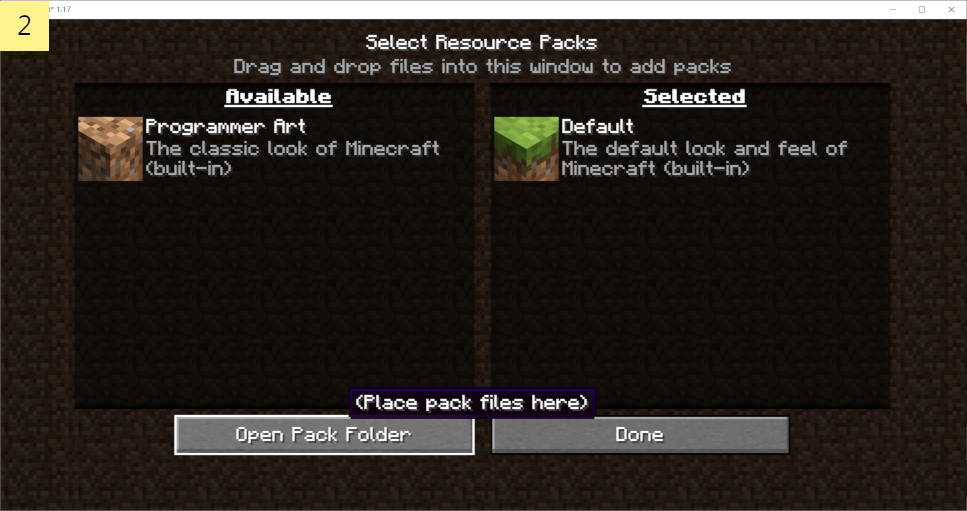 2
* 1.17
Select Resource Packs
Drag and drop files into this window to add packs
Available
Selected
Programmer Art
The classic look of Minecraft
(built-in)
Default
The default look and feel of
Minecraft (built-in)
(Place pack files here)
Open Pack Folder
Done